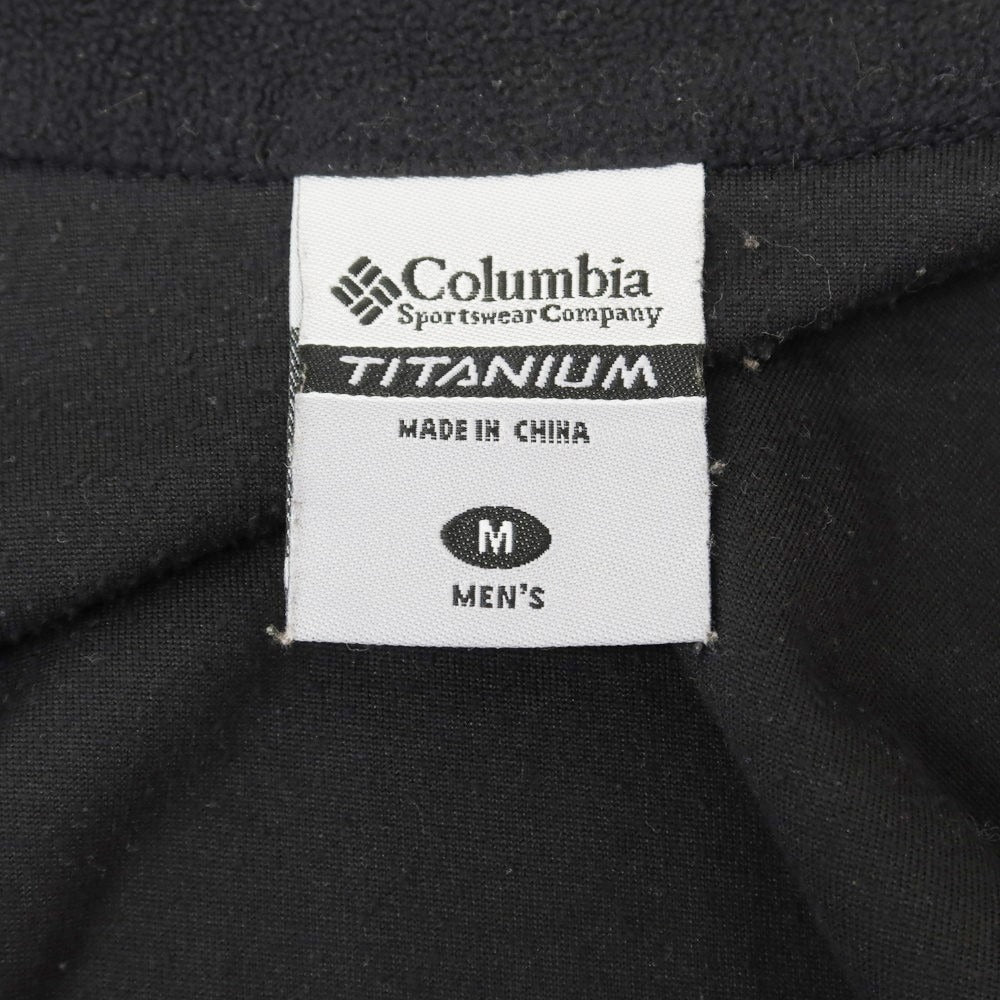 Columbia
Sportswear Company
TITANIUM
MADE IN CHINA
M
MEN'S